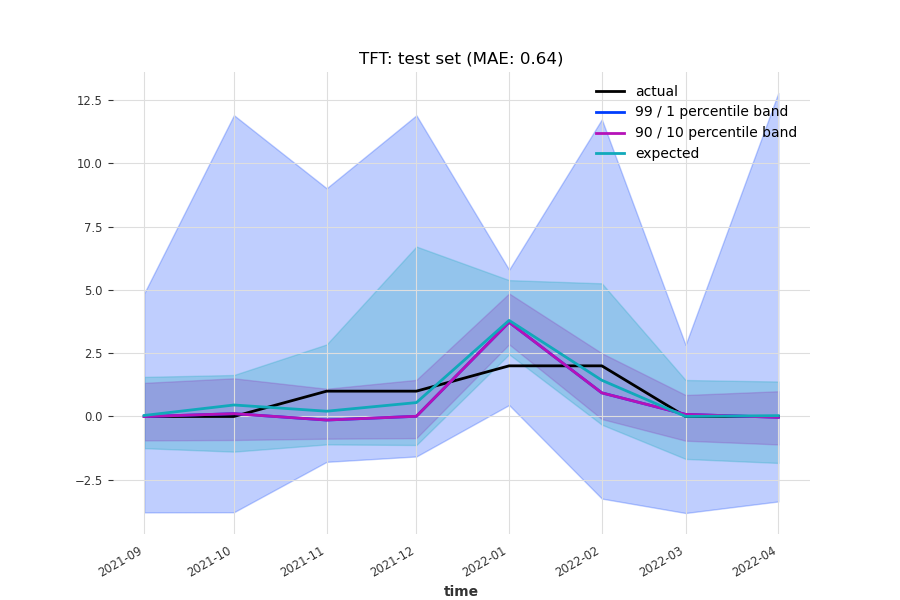 TFT: test set (MAE: 0.64)
actual
99 / 1 percentile band
90 / 10 percentile band
expected
12.5
10.0
7.5
5.0
2.5
0.0
−2.5
2021-09
2021-10
2021-11
2021-12
2022-01
2022-02
2022-03
2022-04
time